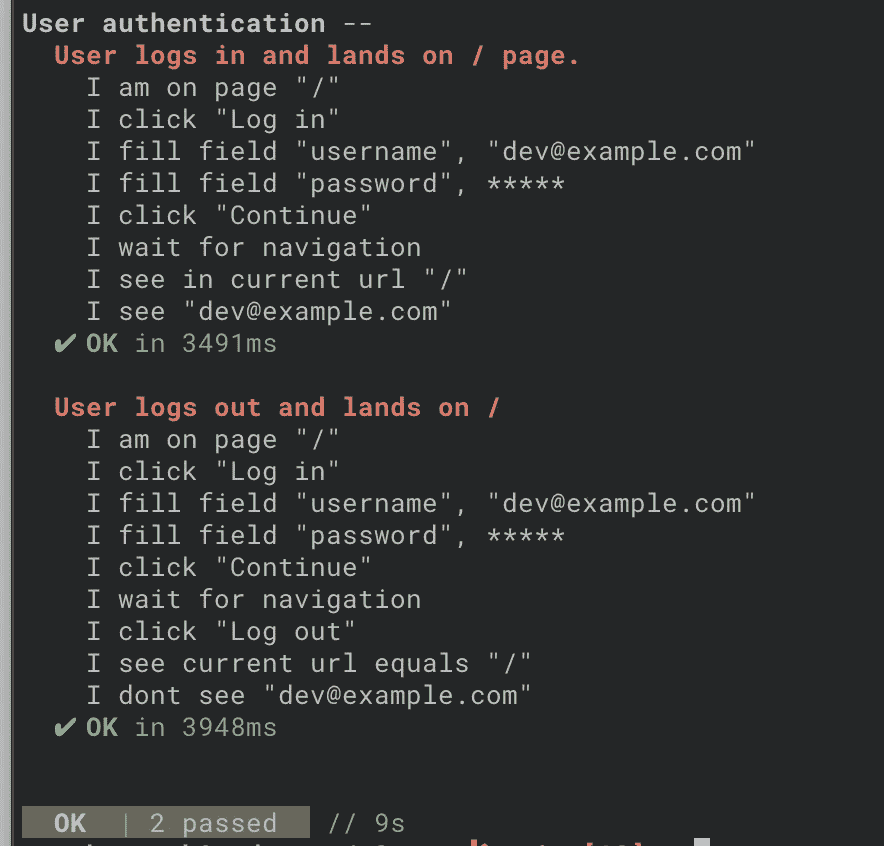 User authentication --
User logs in and lands on / page.
I am on page "/"
I click "Log in"
I fill field "username", "dev@example.com"
I fill field "password", *****
I click "Continue"
I wait for navigation
I see in current url "/"
I see "dev@example.com"
✔ OK in 3491ms
User logs out and lands on /
I am on page "/"
I click "Log in"
I fill field "username", "dev@example.com"
I fill field "password", *****
I click "Continue"
I wait for navigation
I click "Log out"
I see current url equals "/"
I dont see "dev@example.com"
✔ OK in 3948ms
OK | 2 passed // 9s